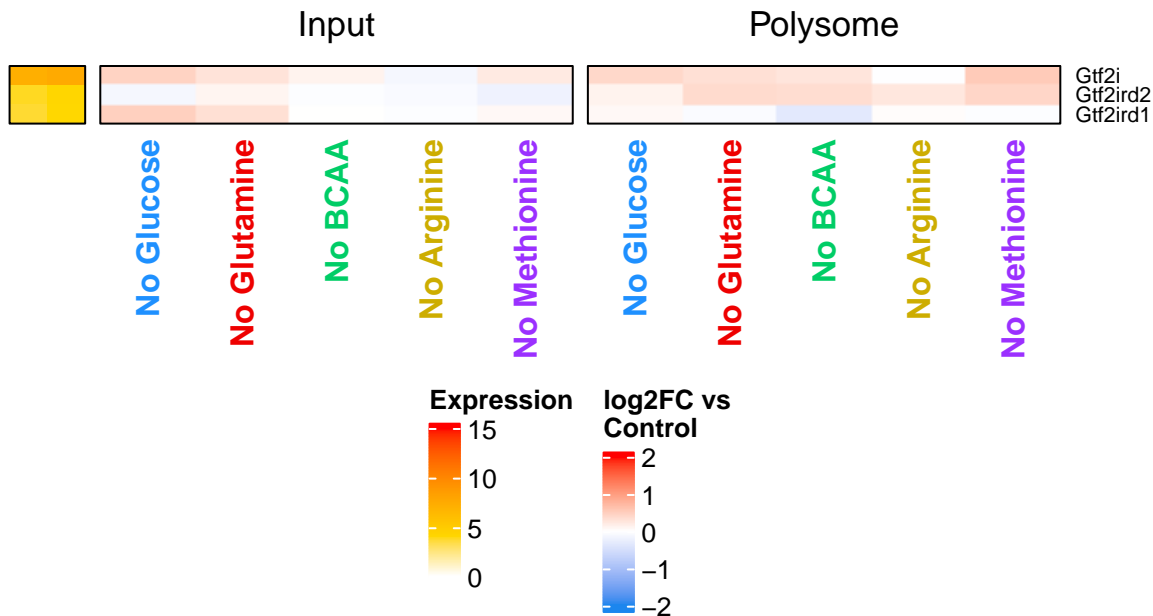 Input
Polysome
Gtf2i
Gtf2ird2
Gtf2ird1
No Glucose
No Glutamine
No BCAA
No Arginine
No Methionine
No Glucose
No Glutamine
No BCAA
No Arginine
No Methionine
Expression
15
10
5
0
log2FC vs
Control
2
1
0
−1
−2